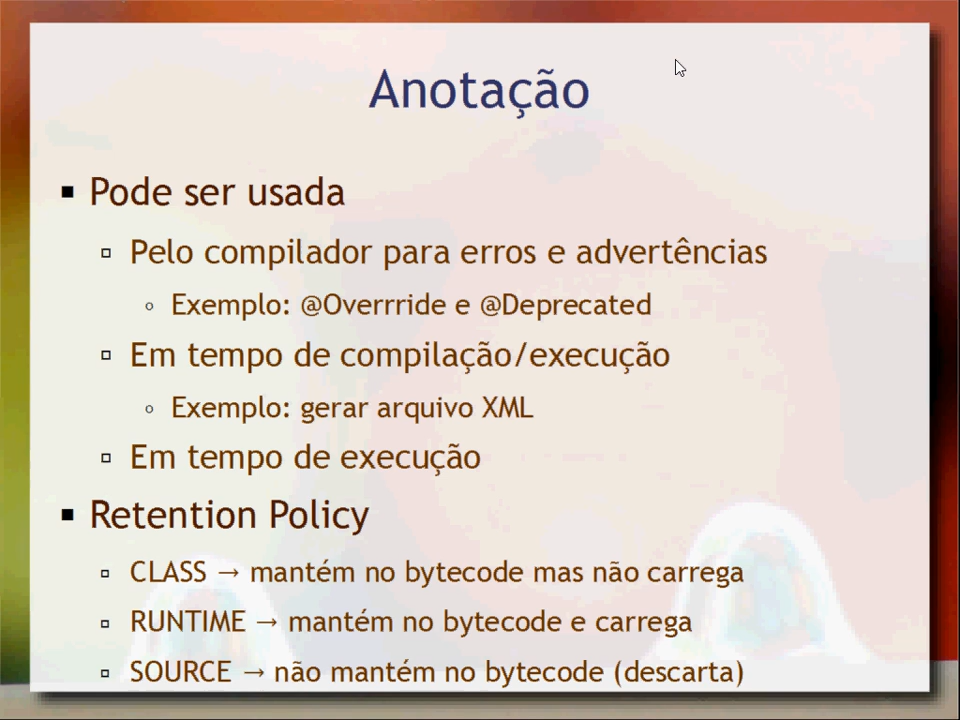 Anotação
Pode ser usada
Pelo compilador para erros e advertências
Exemplo: @Overrride e @Deprecated
Em tempo de compilação/execução
Exemplo: gerar arquivo XML
Em tempo de execução
Retention Policy
CLASS → mantém no bytecode mas não carrega
RUNTIME → mantém no bytecode e carrega
SOURCE → não mantém no bytecode (descarta)